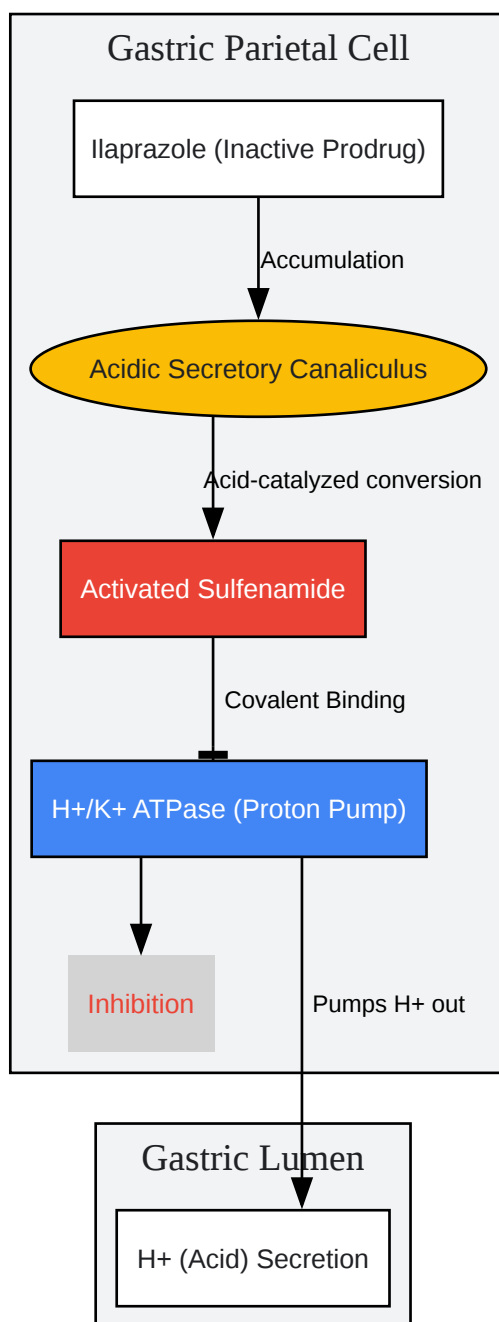 Gastric Parietal Cell
Ilaprazole (Inactive Prodrug)
Accumulation
Acidic Secretory Canaliculus
Acid-catalyzed conversion
Activated Sulfenamide
Covalent Binding
H+/K+ ATPase (Proton Pump)
Inhibition
Pumps H+ out
Gastric Lumen
H+ (Acid) Secretion